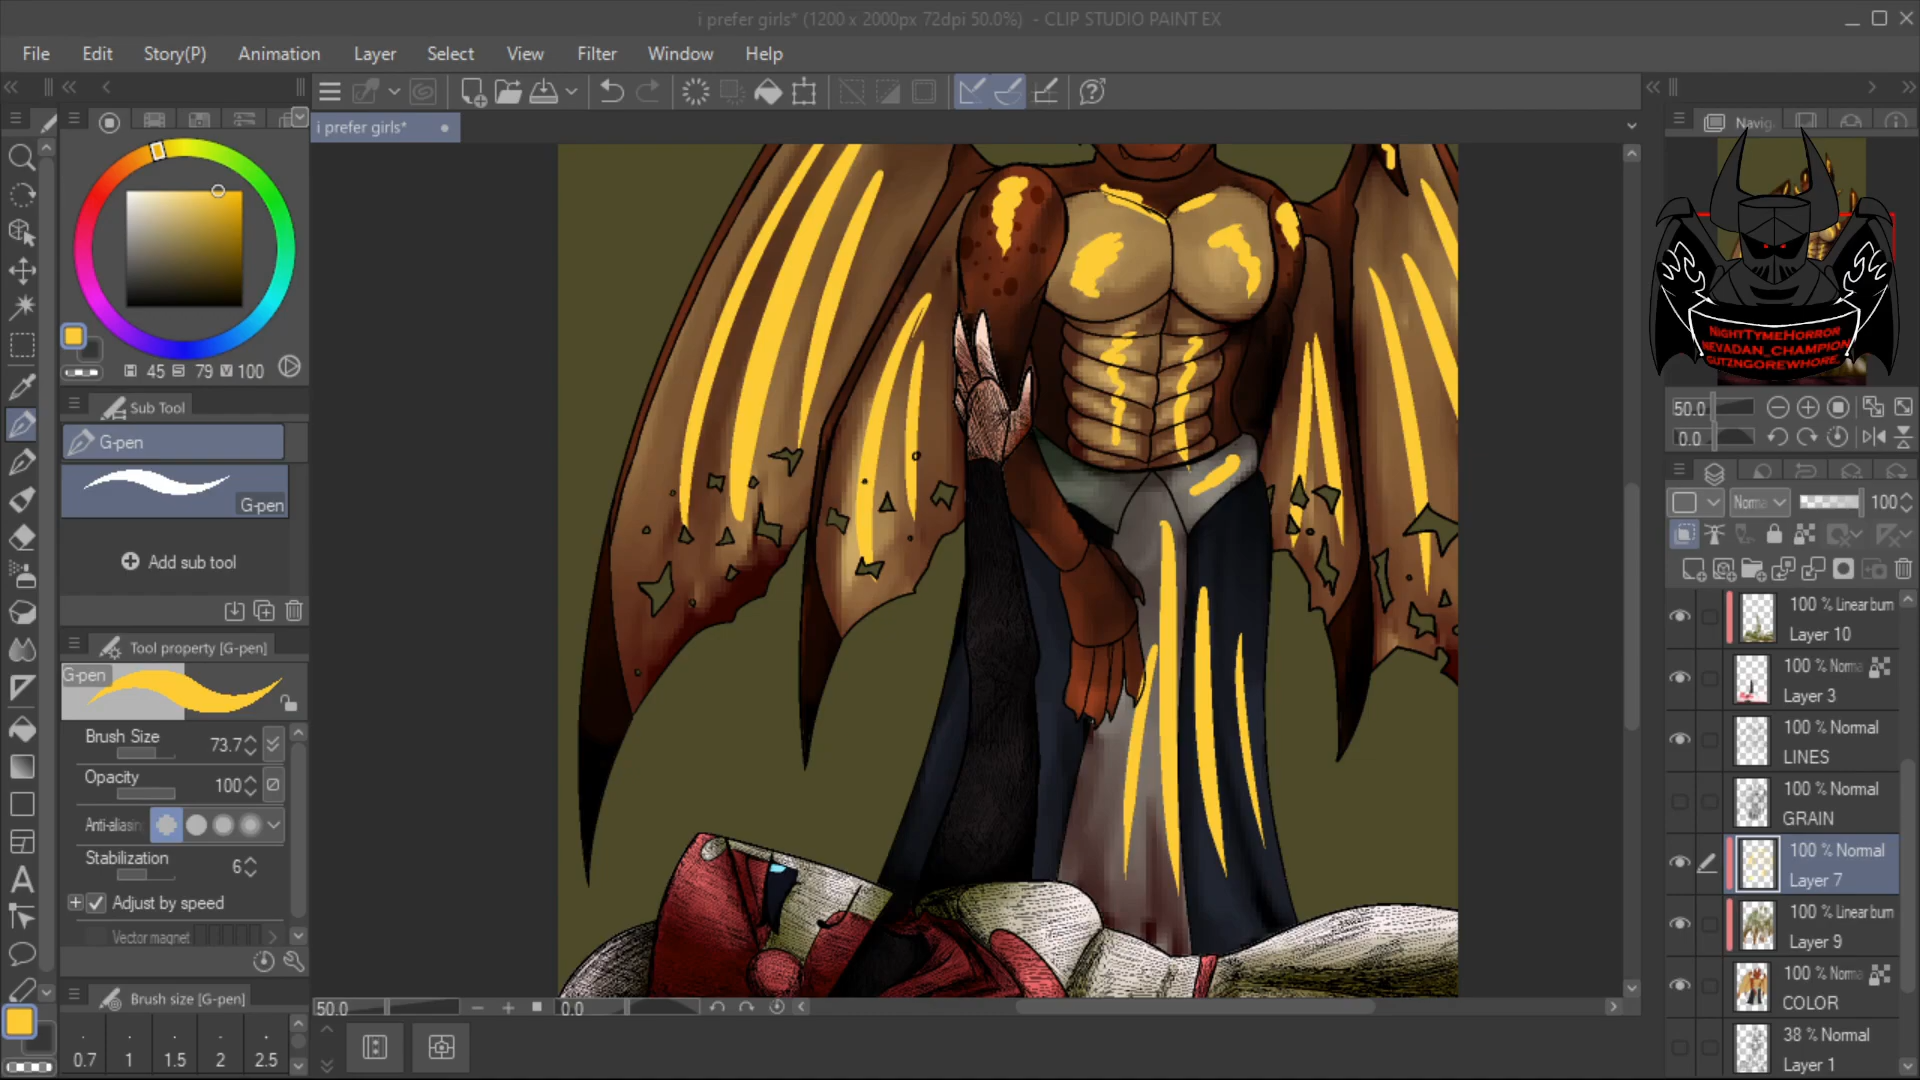 i prefer girls* (1200 x 2000px 72dpi 50.0%) - CLIP STUDIO PAINT EX
File Edit Story(P) Animation Layer Select View Filter Window Help
i prefer girls*
Navig
NIGHTTYMEHORROR
NEVADAN_CHAMPION
GUTZNGOREWHORE
H 45 S 79 V 100
Sub Tool
G-pen
G-pen
Add sub tool
Tool property [G-pen]
G-pen
Brush Size 73.7
Opacity 100
Anti-aliasing
Stabilization 6
Adjust by speed
Vector magnet
Brush size [G-pen]
0.7 1 1.5 2 2.5
50.0 0.0
50.0
0.0
Norma 100
100 % Linear burn
Layer 10
100 % Norma
Layer 3
100 % Normal
LINES
100 % Normal
GRAIN
100 % Normal
Layer 7
100 % Linear burn
Layer 9
100 % Norma
COLOR
38 % Normal
Layer 1